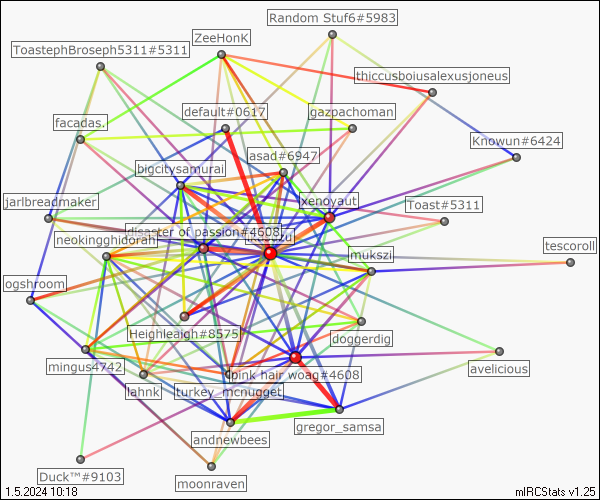 Random Stuf6#5983
ZeeHonK
ToastephBroseph5311#5311
thiccusboiusalexusjoneus
default#0617
gazpachoman
facadas.
Knowun#6424
asad#6947
bigcitysamurai
xenoyaut
jarlbreadmaker
Toast#5311
disaster of passion#4608
neokingghidorah
mukszi
tescoroll
ogshroom
Heighleaigh#8575
doggerdig
mingus4742
avelicious
pink hair woag#4608
lahnk
turkey_mcnugget
gregor_samsa
andnewbees
Duck™#9103
moonraven
1.5.2024 10:18
mIRCStats v1.25